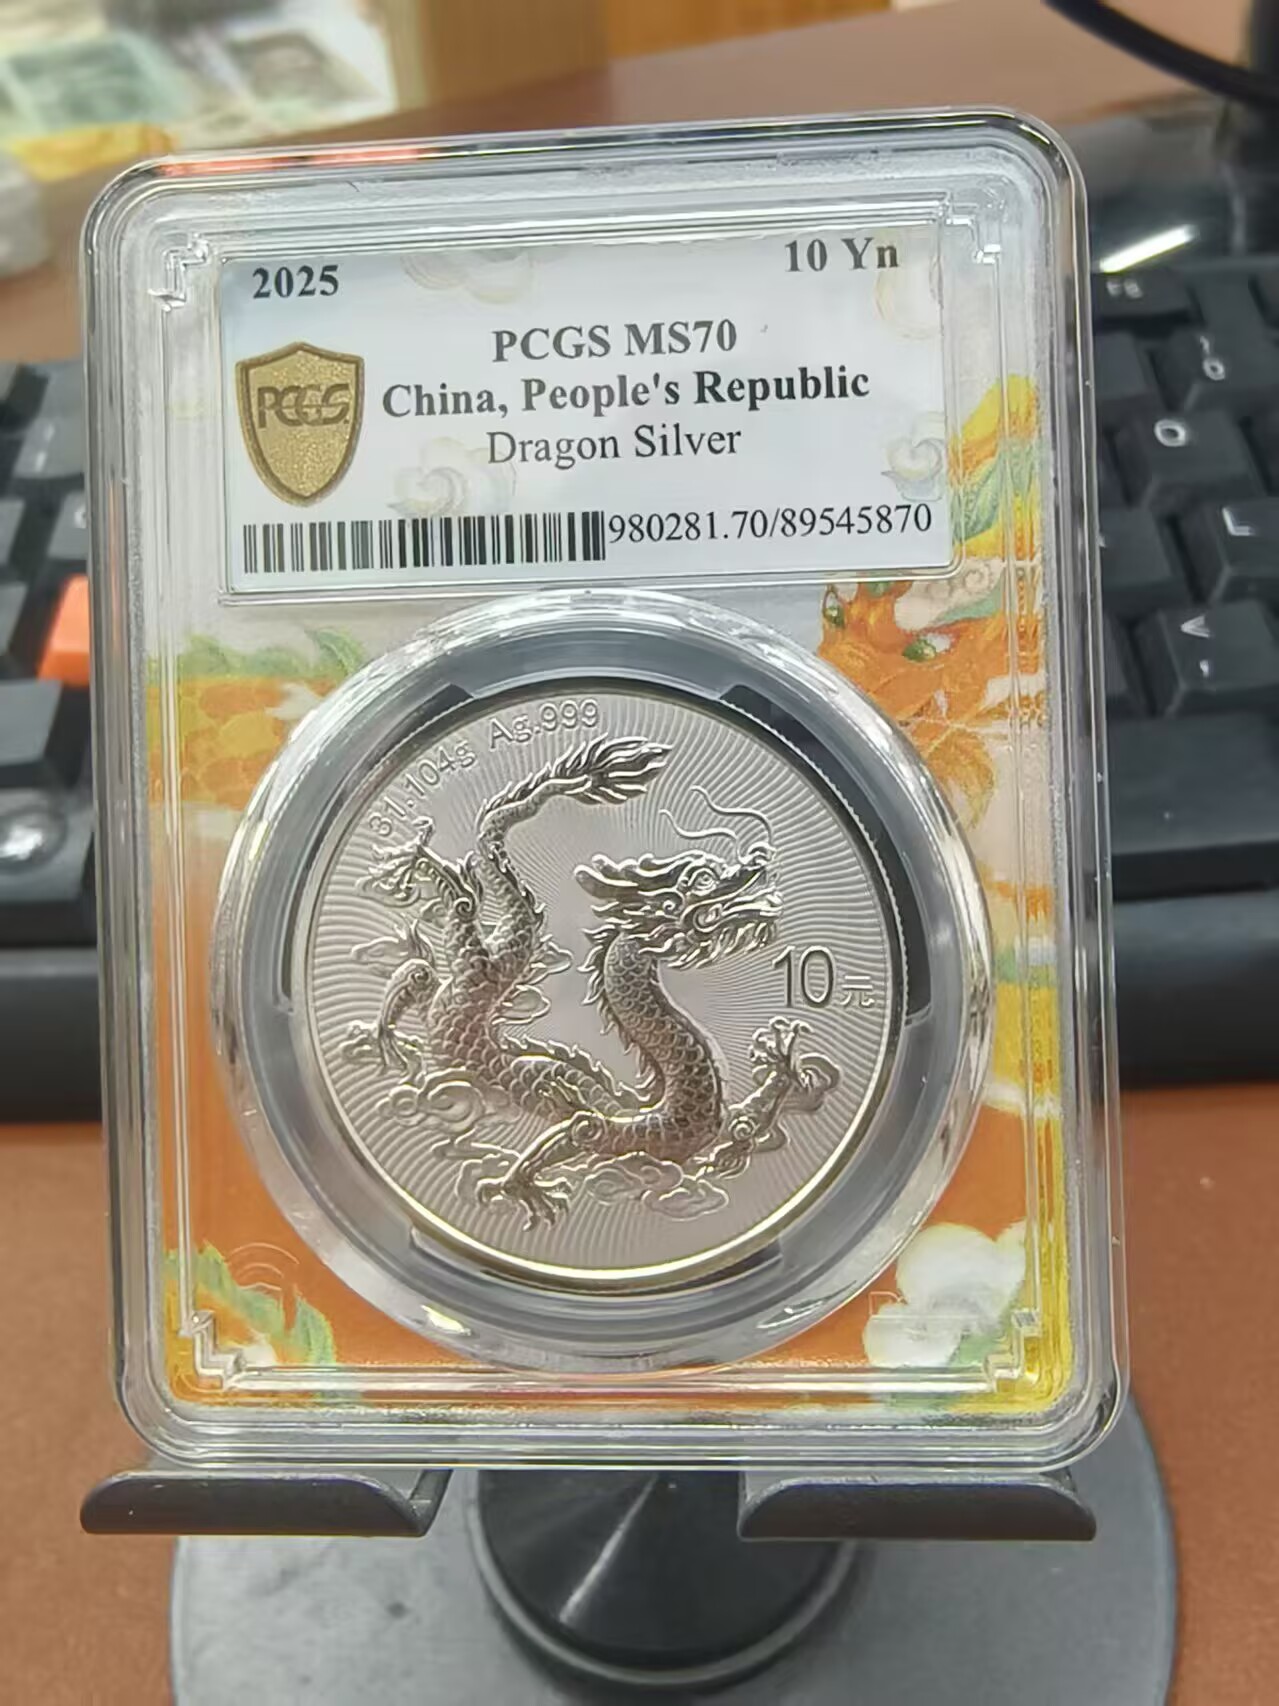 2025
10 Yn
PCGS MS70
PCGS
China, People's Republic
Dragon Silver
980281.70/89545870
31.104g Ag.999
10元